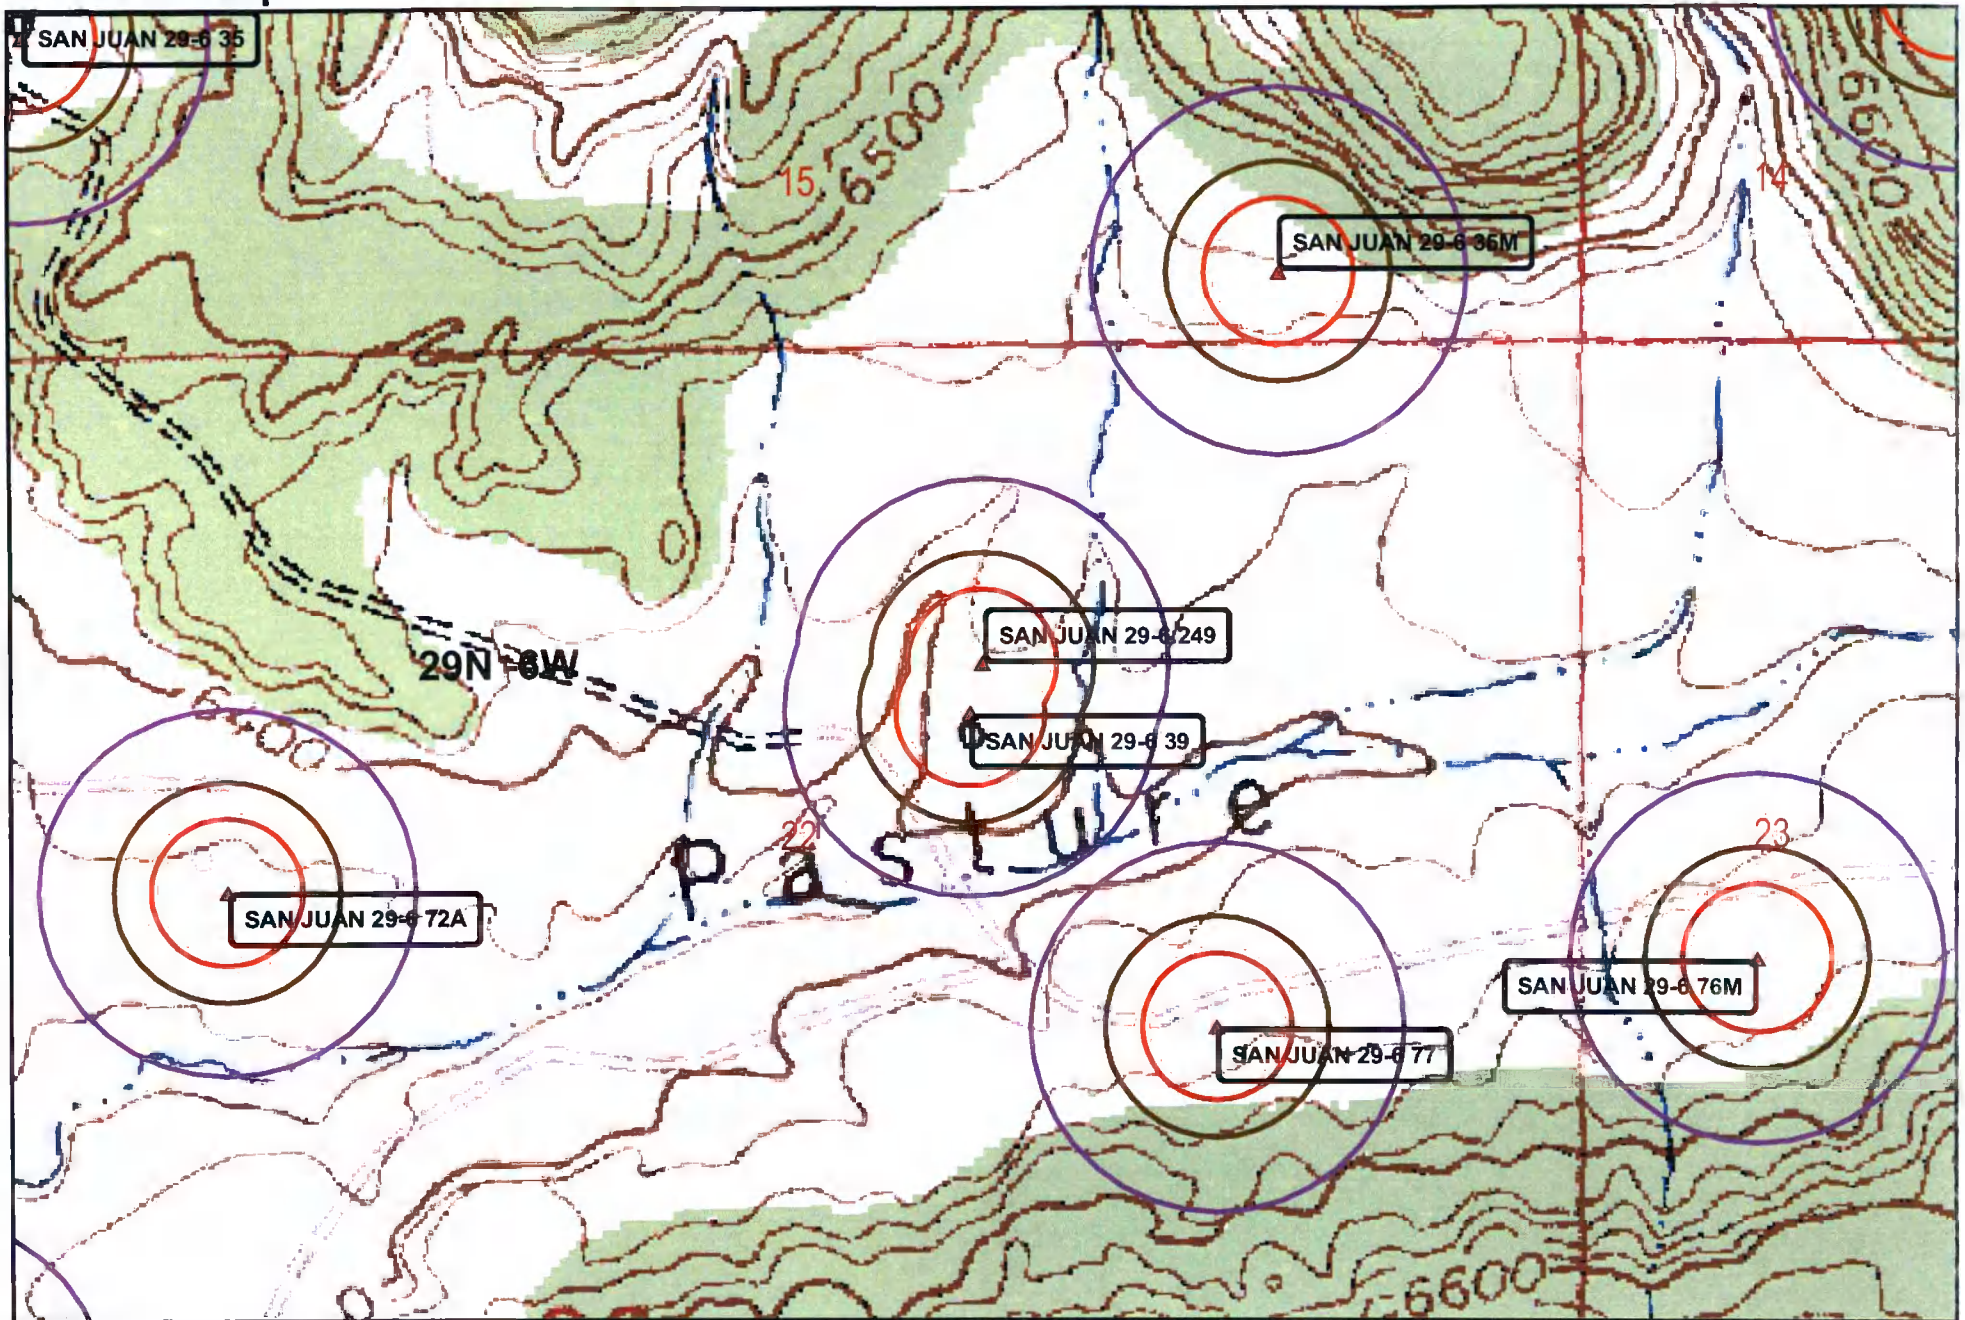 SAN JUAN 29-6 35
15
6500
6600
14
SAN JUAN 29-6 35M
SAN JUAN 29-6 249
29N 6W
SAN JUAN 29-6 39
22
Pasture
23
SAN JUAN 29-6 72A
SAN JUAN 29-6 76M
SAN JUAN 29-6 77
6600